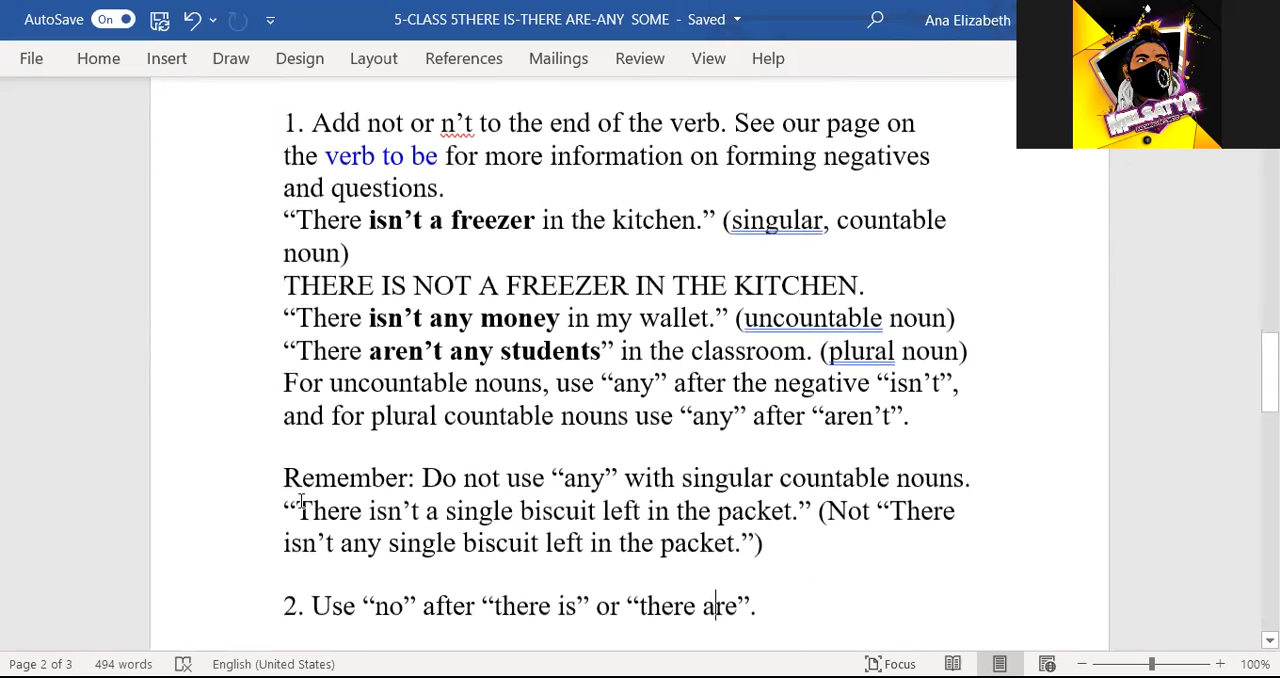 AutoSave On 5-CLASS 5THERE IS-THERE ARE-ANY  SOME - Saved Ana Elizabeth
File Home Insert Draw Design Layout References Mailings Review View Help
1. Add not or n’t to the end of the verb. See our page on
the verb to be for more information on forming negatives
and questions.
“There isn’t a freezer in the kitchen.” (singular, countable
noun)
THERE IS NOT A FREEZER IN THE KITCHEN.
“There isn’t any money in my wallet.” (uncountable noun)
“There aren’t any students” in the classroom. (plural noun)
For uncountable nouns, use “any” after the negative “isn’t”,
and for plural countable nouns use “any” after “aren’t”.
Remember: Do not use “any” with singular countable nouns.
“There isn’t a single biscuit left in the packet.” (Not “There
isn’t any single biscuit left in the packet.”)
2. Use “no” after “there is” or “there are”.
Page 2 of 3 494 words English (United States) Focus 100%